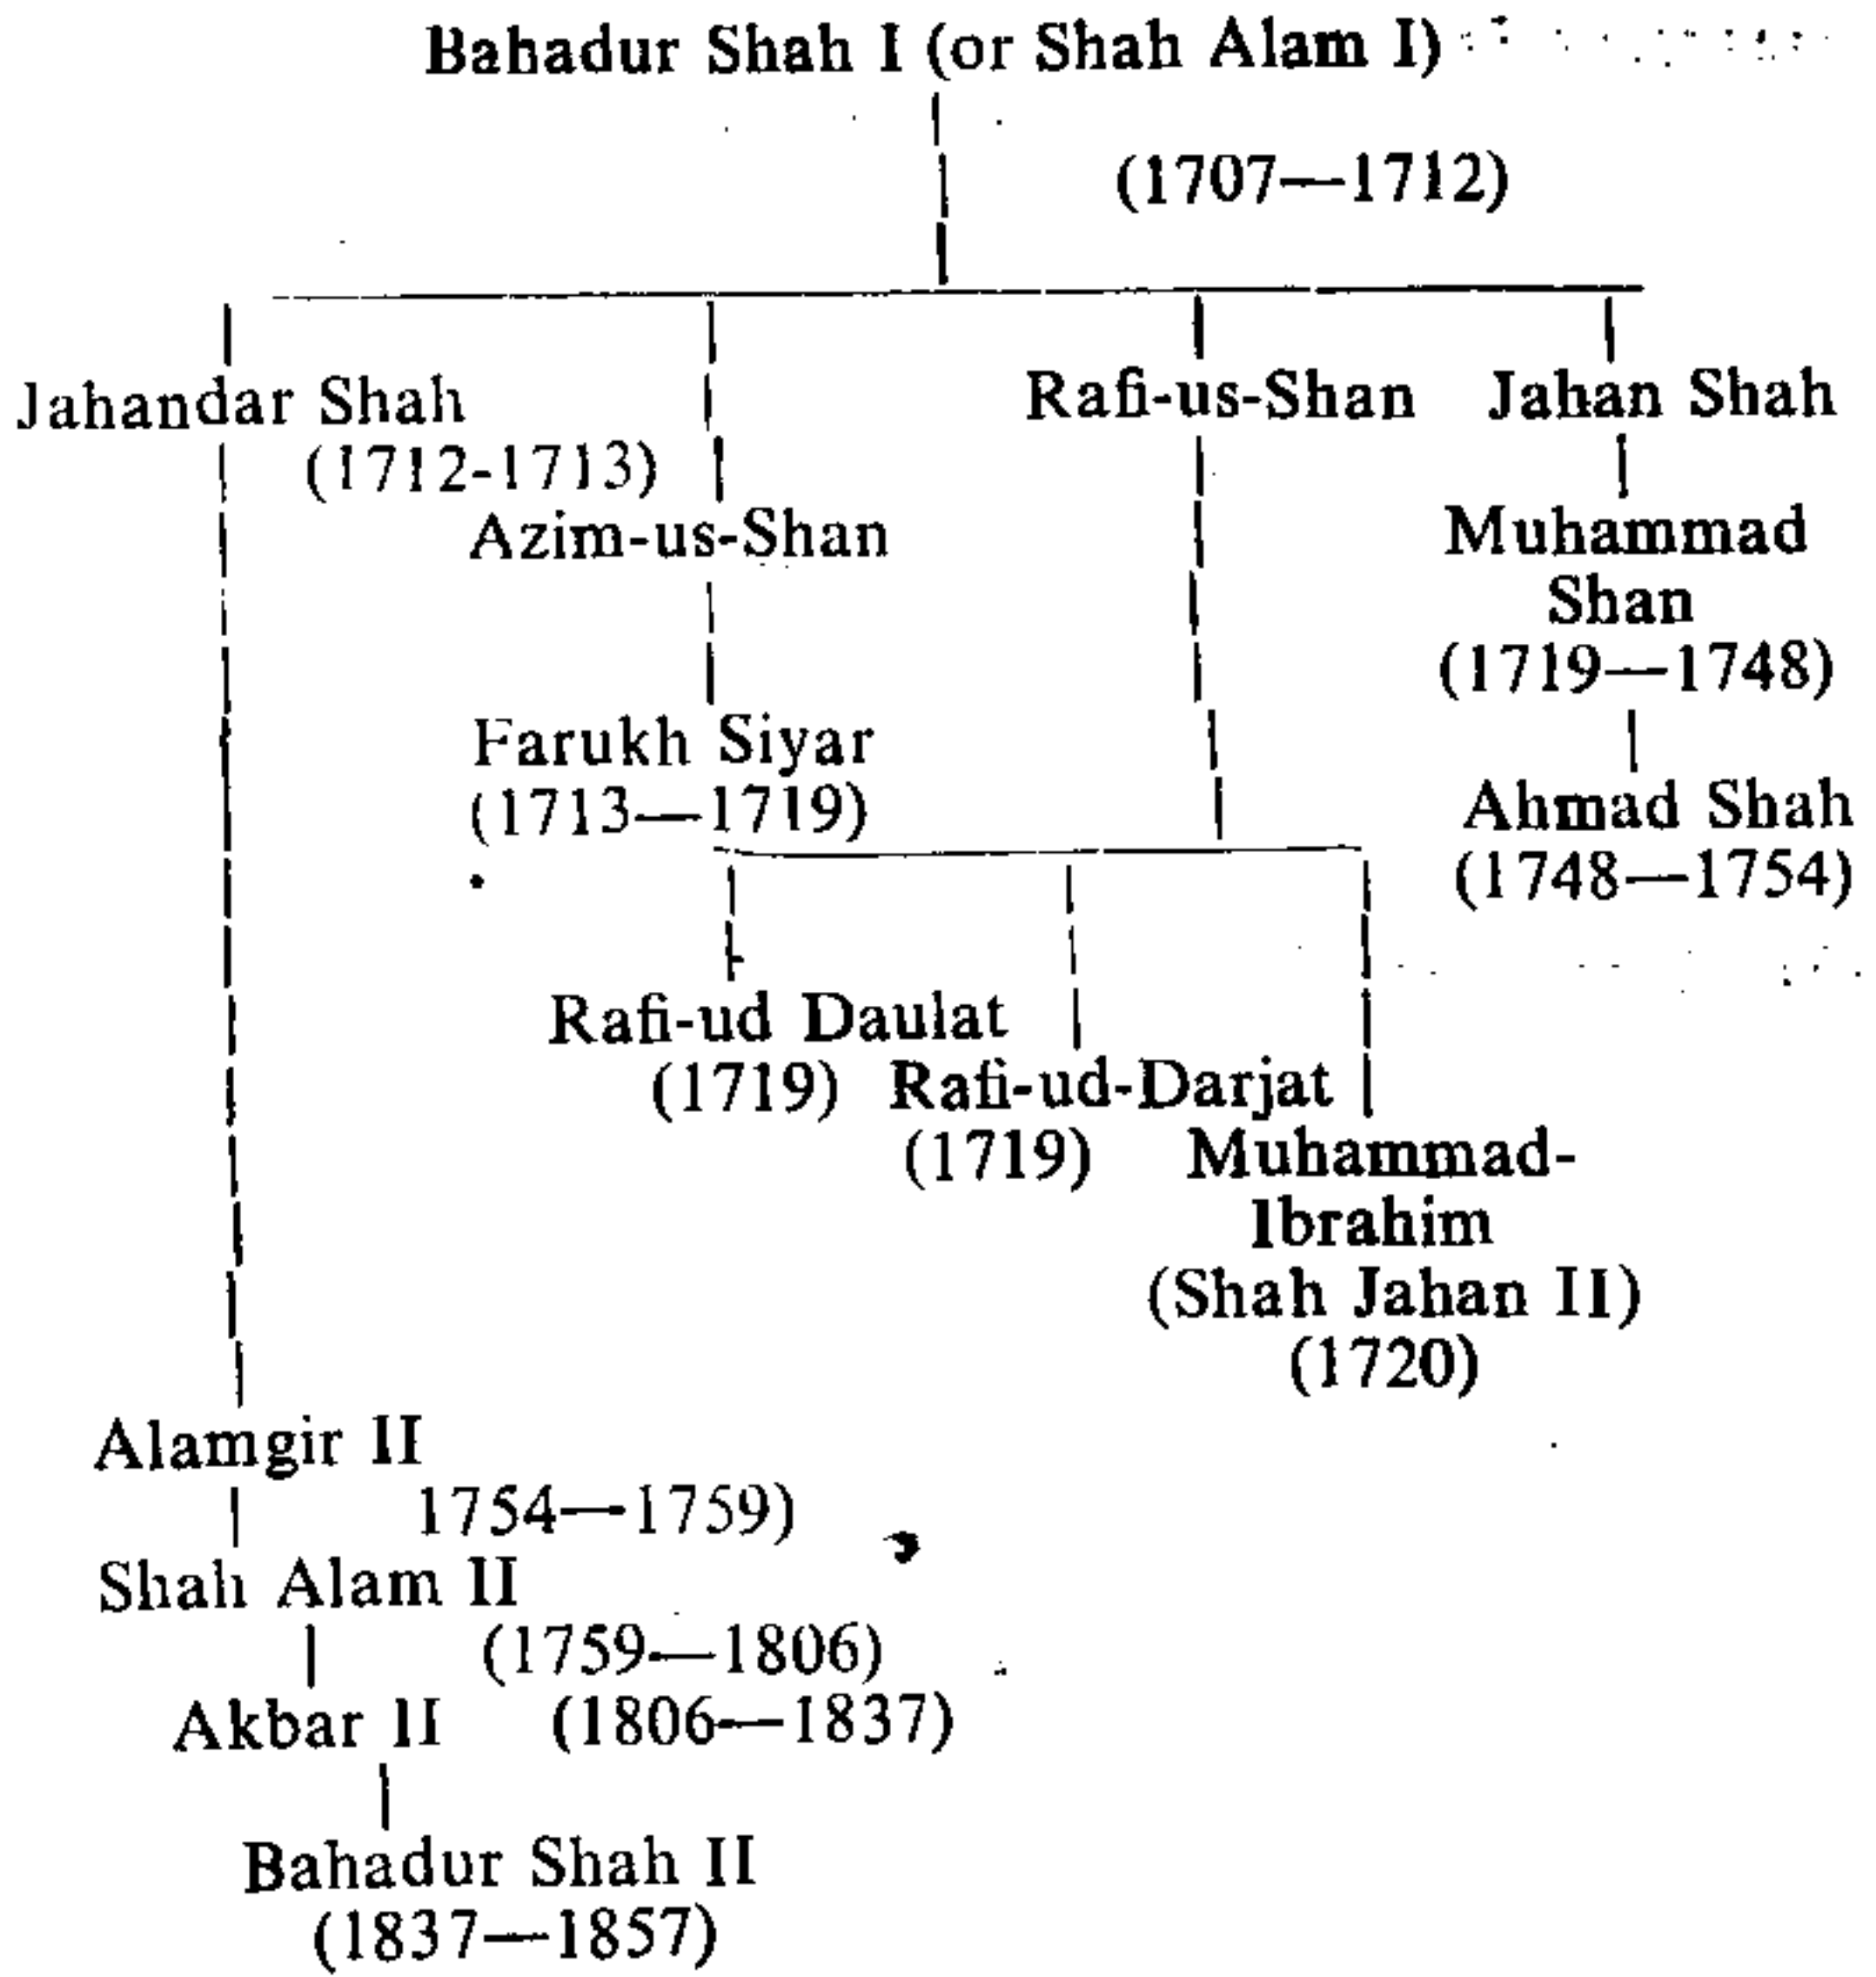 Bahadur Shah I (or Shah Alam I)
(1707—1712)
Jahandar Shah
(1712-1713)
Azim-us-Shan
Farukh Siyar
(1713—1719)
Rafi-us-Shan
Rafi-ud Daulat
(1719)
Rafi-ud-Darjat
(1719)
Muhammad-
Ibrahim
(Shah Jahan II)
(1720)
Jahan Shah
Muhammad
Shan
(1719—1748)
Ahmad Shah
(1748—1754)
Alamgir II
1754—1759)
Shah Alam II
(1759—1806)
Akbar II (1806—1837)
Bahadur Shah II
(1837—1857)